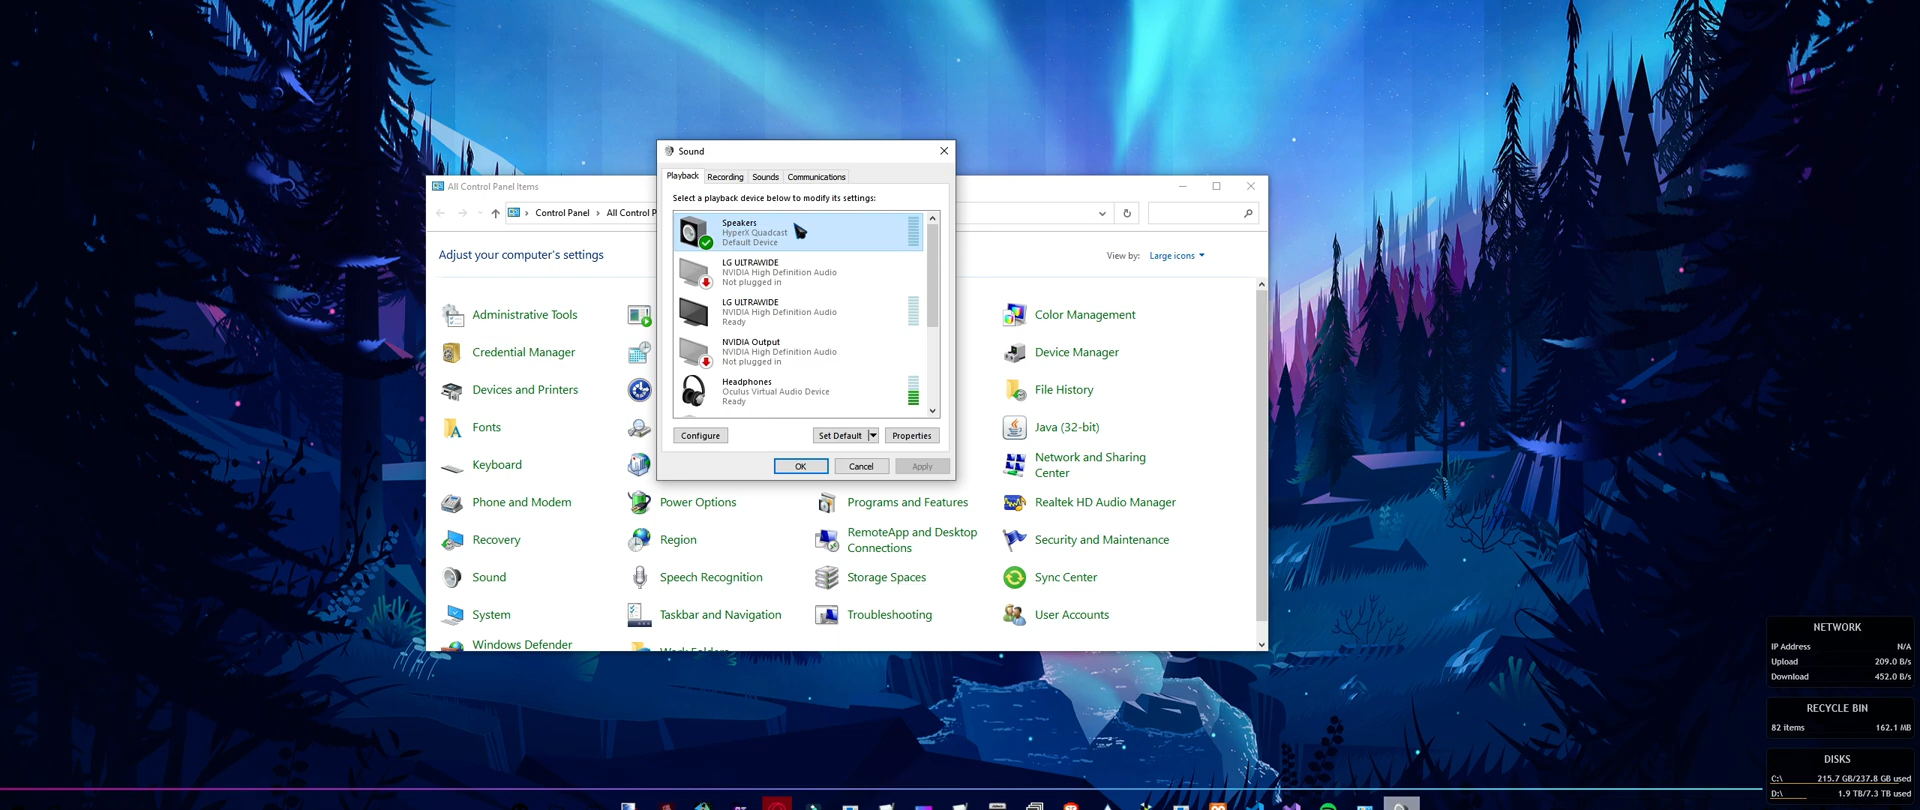 Sound
Playback
Recording
Sounds
Communications
Select a playback device below to modify its settings:
Speakers
HyperX Quadcast
Default Device
LG ULTRAWIDE
NVIDIA High Definition Audio
Not plugged in
LG ULTRAWIDE
NVIDIA High Definition Audio
Ready
NVIDIA Output
NVIDIA High Definition Audio
Not plugged in
Headphones
Oculus Virtual Audio Device
Ready
Configure
Set Default
Properties
OK
Cancel
Apply
All Control Panel Items
Control Panel
All Control P
Adjust your computer's settings
View by:
Large icons
Administrative Tools
Color Management
Credential Manager
Device Manager
Devices and Printers
File History
Fonts
Java (32-bit)
Keyboard
Network and Sharing
Center
Phone and Modem
Power Options
Programs and Features
Realtek HD Audio Manager
Recovery
Region
RemoteApp and Desktop
Connections
Security and Maintenance
Sound
Speech Recognition
Storage Spaces
Sync Center
System
Taskbar and Navigation
Troubleshooting
User Accounts
Windows Defender
Work Folders
NETWORK
IP Address N/A
Upload 209.0 B/s
Download 452.0 B/s
RECYCLE BIN
82 items 162.1 MB
DISKS
C:\ 215.7 GB/237.8 GB used
D:\ 1.9 TB/7.3 TB used